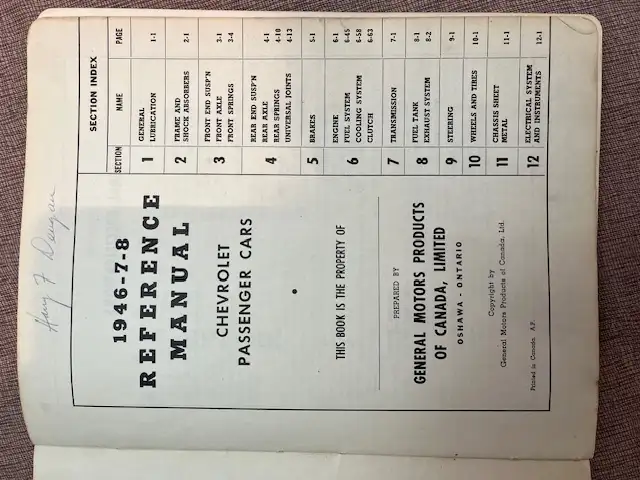 Harry F
1946-7-8
REFERENCE
MANUAL
CHEVROLET
PASSENGER CARS
THIS BOOK IS THE PROPERTY OF
PREPARED BY
GENERAL MOTORS PRODUCTS
OF CANADA, LIMITED
OSHAWA - ONTARIO
Copyright by
General Motors Products of Canada, Ltd.
Printed in Canada A.P.
SECTION INDEX
SECTION NAME PAGE
1 GENERAL
LUBRICATION 1-1
2 FRAME AND
SHOCK ABSORBERS 2-1
3 FRONT END SUSP'N 3-1
FRONT AXLE
FRONT SPRINGS 3-4
4 REAR END SUSP'N 4-1
REAR AXLE
REAR SPRINGS 4-10
UNIVERSAL JOINTS 4-13
5 BRAKES 5-1
6 ENGINE 6-1
FUEL SYSTEM 6-45
COOLING SYSTEM 6-58
CLUTCH 6-63
7 TRANSMISSION 7-1
8 FUEL TANK 8-1
EXHAUST SYSTEM 8-2
9 STEERING 9-1
10 WHEELS AND TIRES 10-1
11 CHASSIS SHEET
METAL 11-1
12 ELECTRICAL SYSTEM
AND INSTRUMENTS 12-1